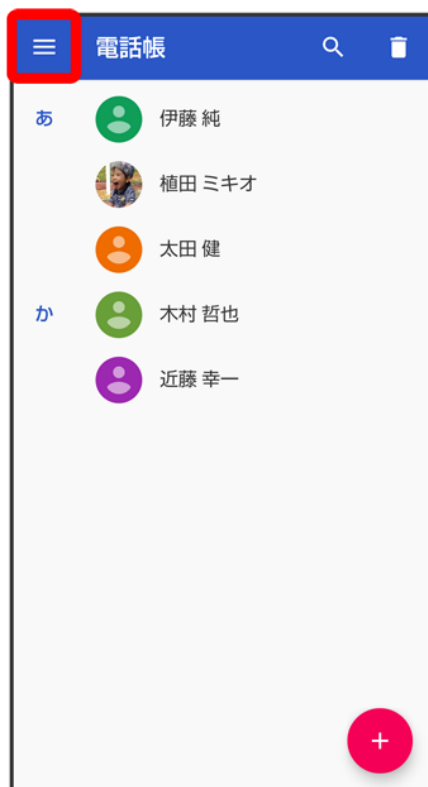 電話帳
あ
伊藤 純
植田 ミキオ
太田 健
か
木村 哲也
近藤 幸一